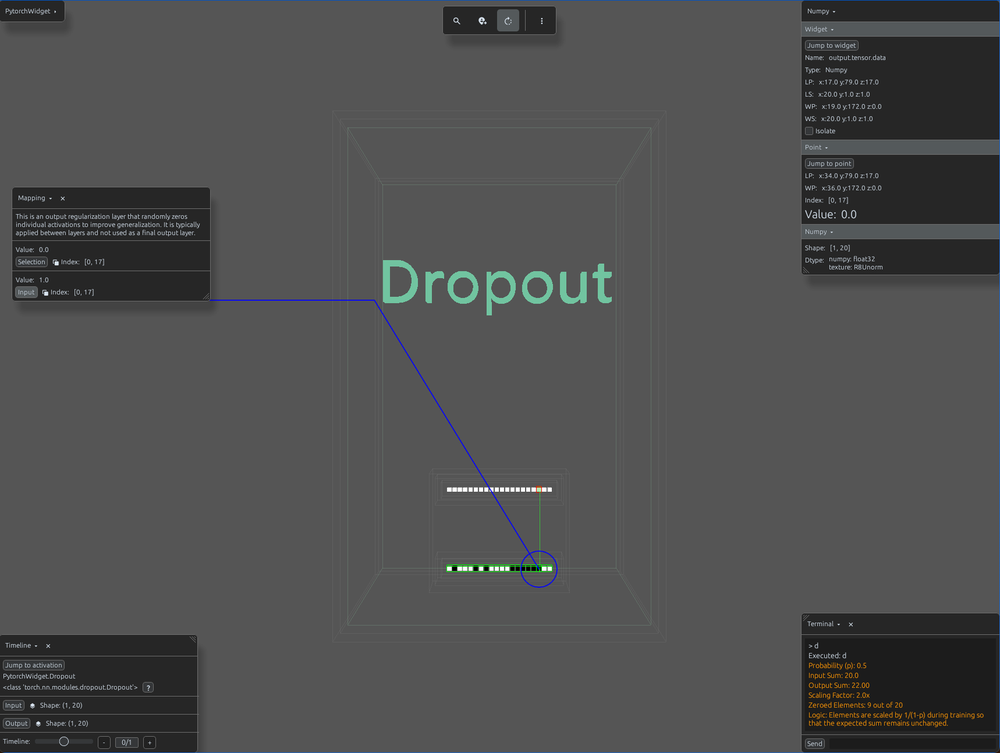 PytorchWidget
Numpy
Widget
Jump to widget
Name: output.tensor.data
Type: Numpy
LP: x:17.0 y:79.0 z:17.0
LS: x:20.0 y:1.0 z:1.0
WP: x:19.0 y:172.0 z:0.0
WS: x:20.0 y:1.0 z:1.0
Isolate
Point
Jump to point
LP: x:34.0 y:79.0 z:17.0
WP: x:36.0 y:172.0 z:0.0
Index: [0, 17]
Value: 0.0
Numpy
Shape: [1, 20]
Dtype: numpy: float32
texture: R8Unorm
Mapping
This is an output regularization layer that randomly zeros
individual activations to improve generalization. It is typically
applied between layers and not used as a final output layer.
Value: 0.0
Selection Index: [0, 17]
Value: 1.0
Input Index: [0, 17]
Dropout
Timeline
Jump to activation
PytorchWidget.Dropout
<class 'torch.nn.modules.dropout.Dropout'> ?
Input Shape: (1, 20)
Output Shape: (1, 20)
Timeline: - 0/1 +
Terminal
> d
Executed: d
Probability (p): 0.5
Input Sum: 20.0
Output Sum: 22.00
Scaling Factor: 2.0x
Zeroed Elements: 9 out of 20
Logic: Elements are scaled by 1/(1-p) during training so
that the expected sum remains unchanged.
Send